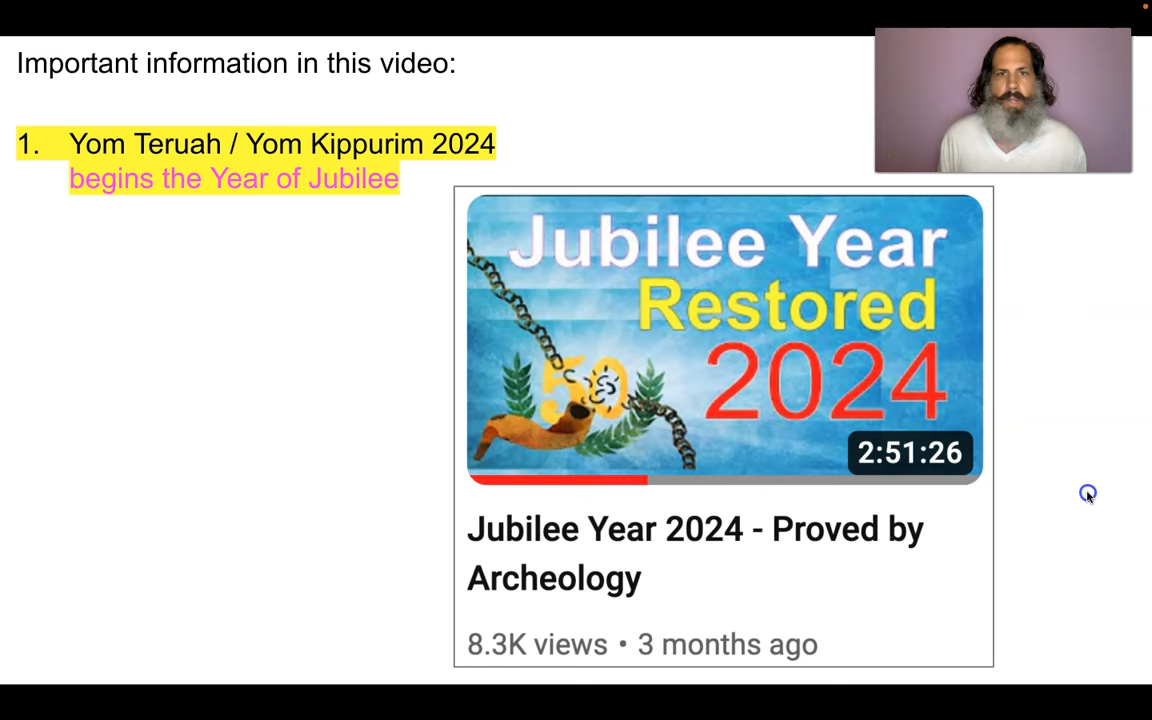 Important information in this video:
1. Yom Teruah / Yom Kippurim 2024
begins the Year of Jubilee
Jubilee Year
Restored
50
2024
2:51:26
Jubilee Year 2024 - Proved by
Archeology
8.3K views • 3 months ago